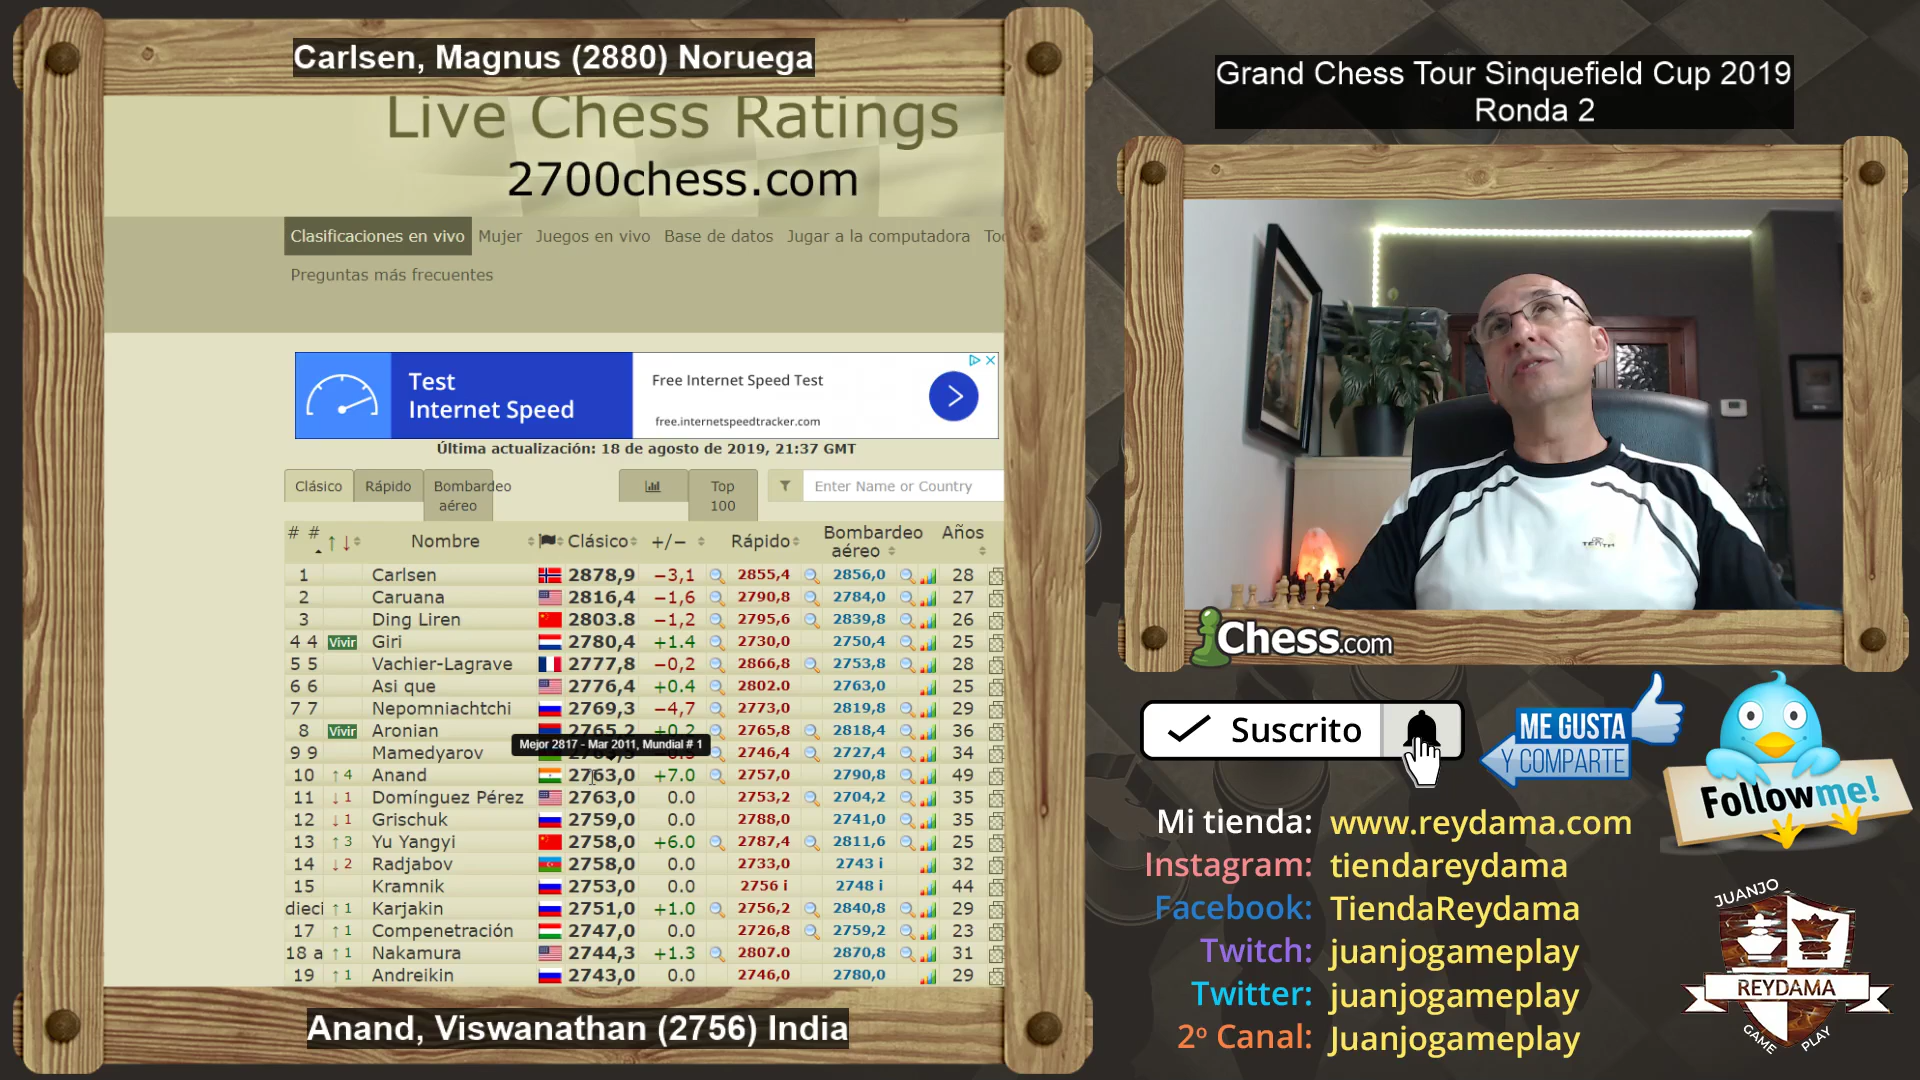 Carlsen, Magnus (2880) Noruega
Live Chess Ratings
2700chess.com
Clasificaciones en vivo Mujer Juegos en vivo Base de datos Jugar a la computadora
Preguntas más frecuentes
Test
Internet Speed
Free Internet Speed Test
free.internetspeedtracker.com
Última actualización: 18 de agosto de 2019, 21:37 GMT
Clásico Rápido Bombardeo aéreo Top 100 Enter Name or Country
# # ↑ ↓ Nombre Clásico +/− Rápido Bombardeo aéreo Años
1 Carlsen 2878,9 −3,1 2855,4 2856,0 28
2 Caruana 2816,4 −1,6 2790,8 2784,0 27
3 Ding Liren 2803.8 −1,2 2795,6 2839,8 26
4 4 Vivir Giri 2780,4 +1.4 2730,0 2750,4 25
5 5 Vachier-Lagrave 2777,8 −0,2 2866,8 2753,8 28
6 6 Asi que 2776,4 +0.4 2802.0 2763,0 25
7 7 Nepomniachtchi 2769,3 −4,7 2773,0 2819,8 29
8 Vivir Aronian 2765,2 +0.2 2765,8 2818,4 36
Mejor 2817 - Mar 2011, Mundial # 1
9 9 Mamedyarov 2746,4 2727,4 34
10 ↑ 4 Anand 2763,0 +7.0 2757,0 2790,8 49
11 ↓ 1 Domínguez Pérez 2763,0 0.0 2753,2 2704,2 35
12 ↓ 1 Grischuk 2759,0 0.0 2788,0 2741,0 35
13 ↑ 3 Yu Yangyi 2758,0 +6.0 2787,4 2811,6 25
14 ↓ 2 Radjabov 2758,0 0.0 2733,0 2743 i 32
15 Kramnik 2753,0 0.0 2756 i 2748 i 44
dieci ↑ 1 Karjakin 2751,0 +1.0 2756,2 2840,8 29
17 ↑ 1 Compenetración 2747,0 0.0 2726,8 2759,2 23
18 a ↑ 1 Nakamura 2744,3 +1.3 2807.0 2870,8 31
19 ↑ 1 Andreikin 2743,0 0.0 2746,0 2780,0 29
Anand, Viswanathan (2756) India
Grand Chess Tour Sinquefield Cup 2019
Ronda 2
Chess.com
Suscrito
ME GUSTA
Y COMPARTE
Follow me!
Mi tienda: www.reydama.com
Instagram: tiendareydama
Facebook: TiendaReydama
Twitch: juanjogameplay
Twitter: juanjogameplay
2º Canal: Juanjogameplay
JUANJO
REYDAMA
GAME PLAY